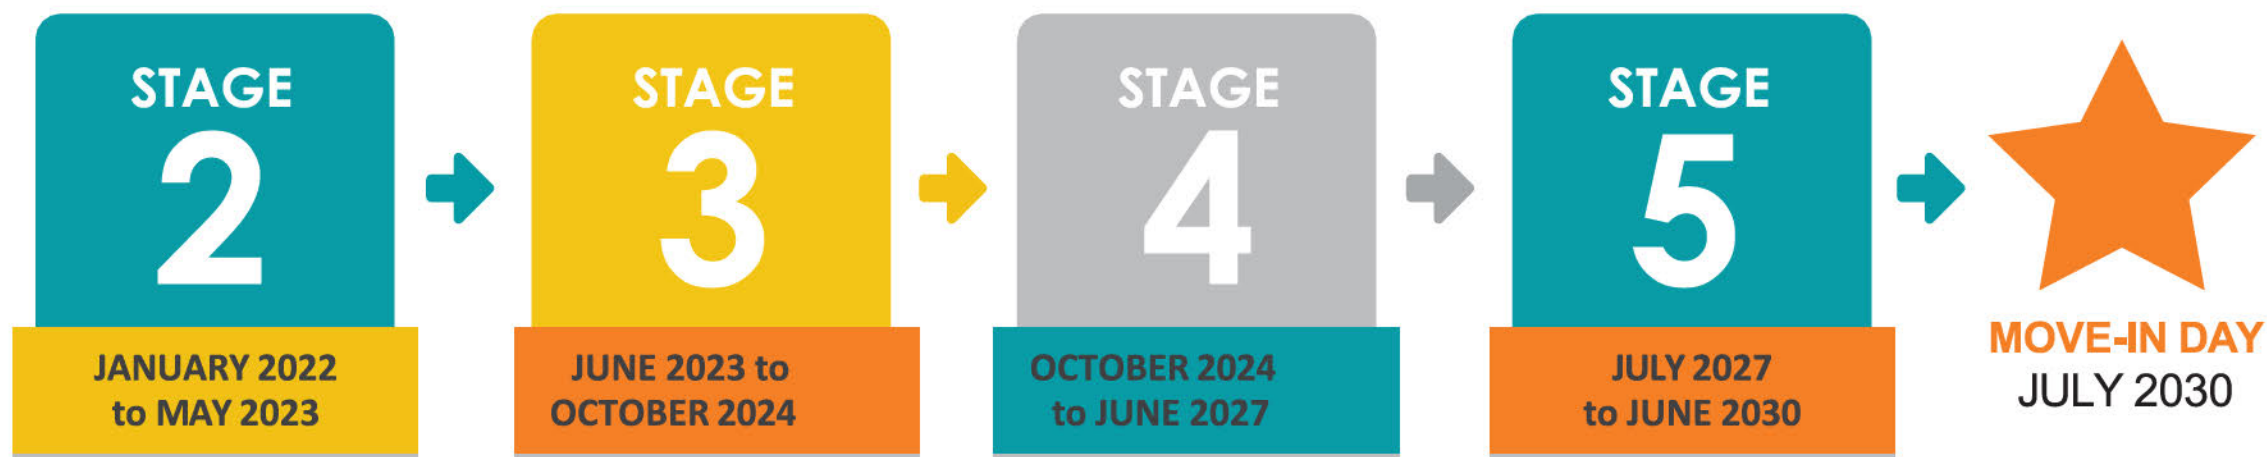 STAGE
2
JANUARY 2022
to MAY 2023
STAGE
3
JUNE 2023 to
OCTOBER 2024
STAGE
4
OCTOBER 2024
to JUNE 2027
STAGE
5
JULY 2027
to JUNE 2030
MOVE-IN DAY
JULY 2030